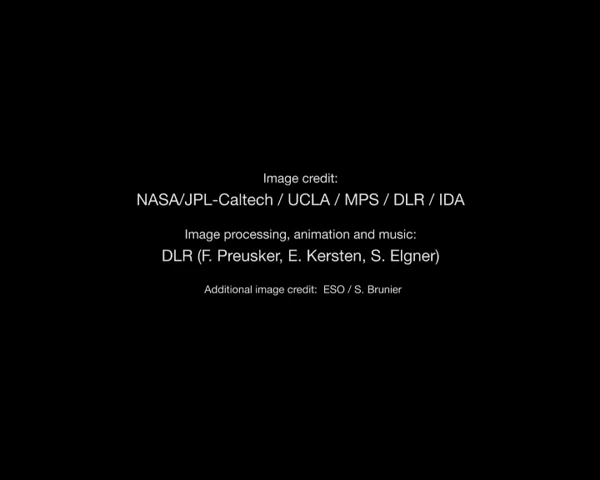 Image credit:
NASA/JPL-Caltech / UCLA / MPS / DLR / IDA
Image processing, animation and music:
DLR (F. Preusker, E. Kersten, S. Elgner)
Additional image credit: ESO / S. Brunier